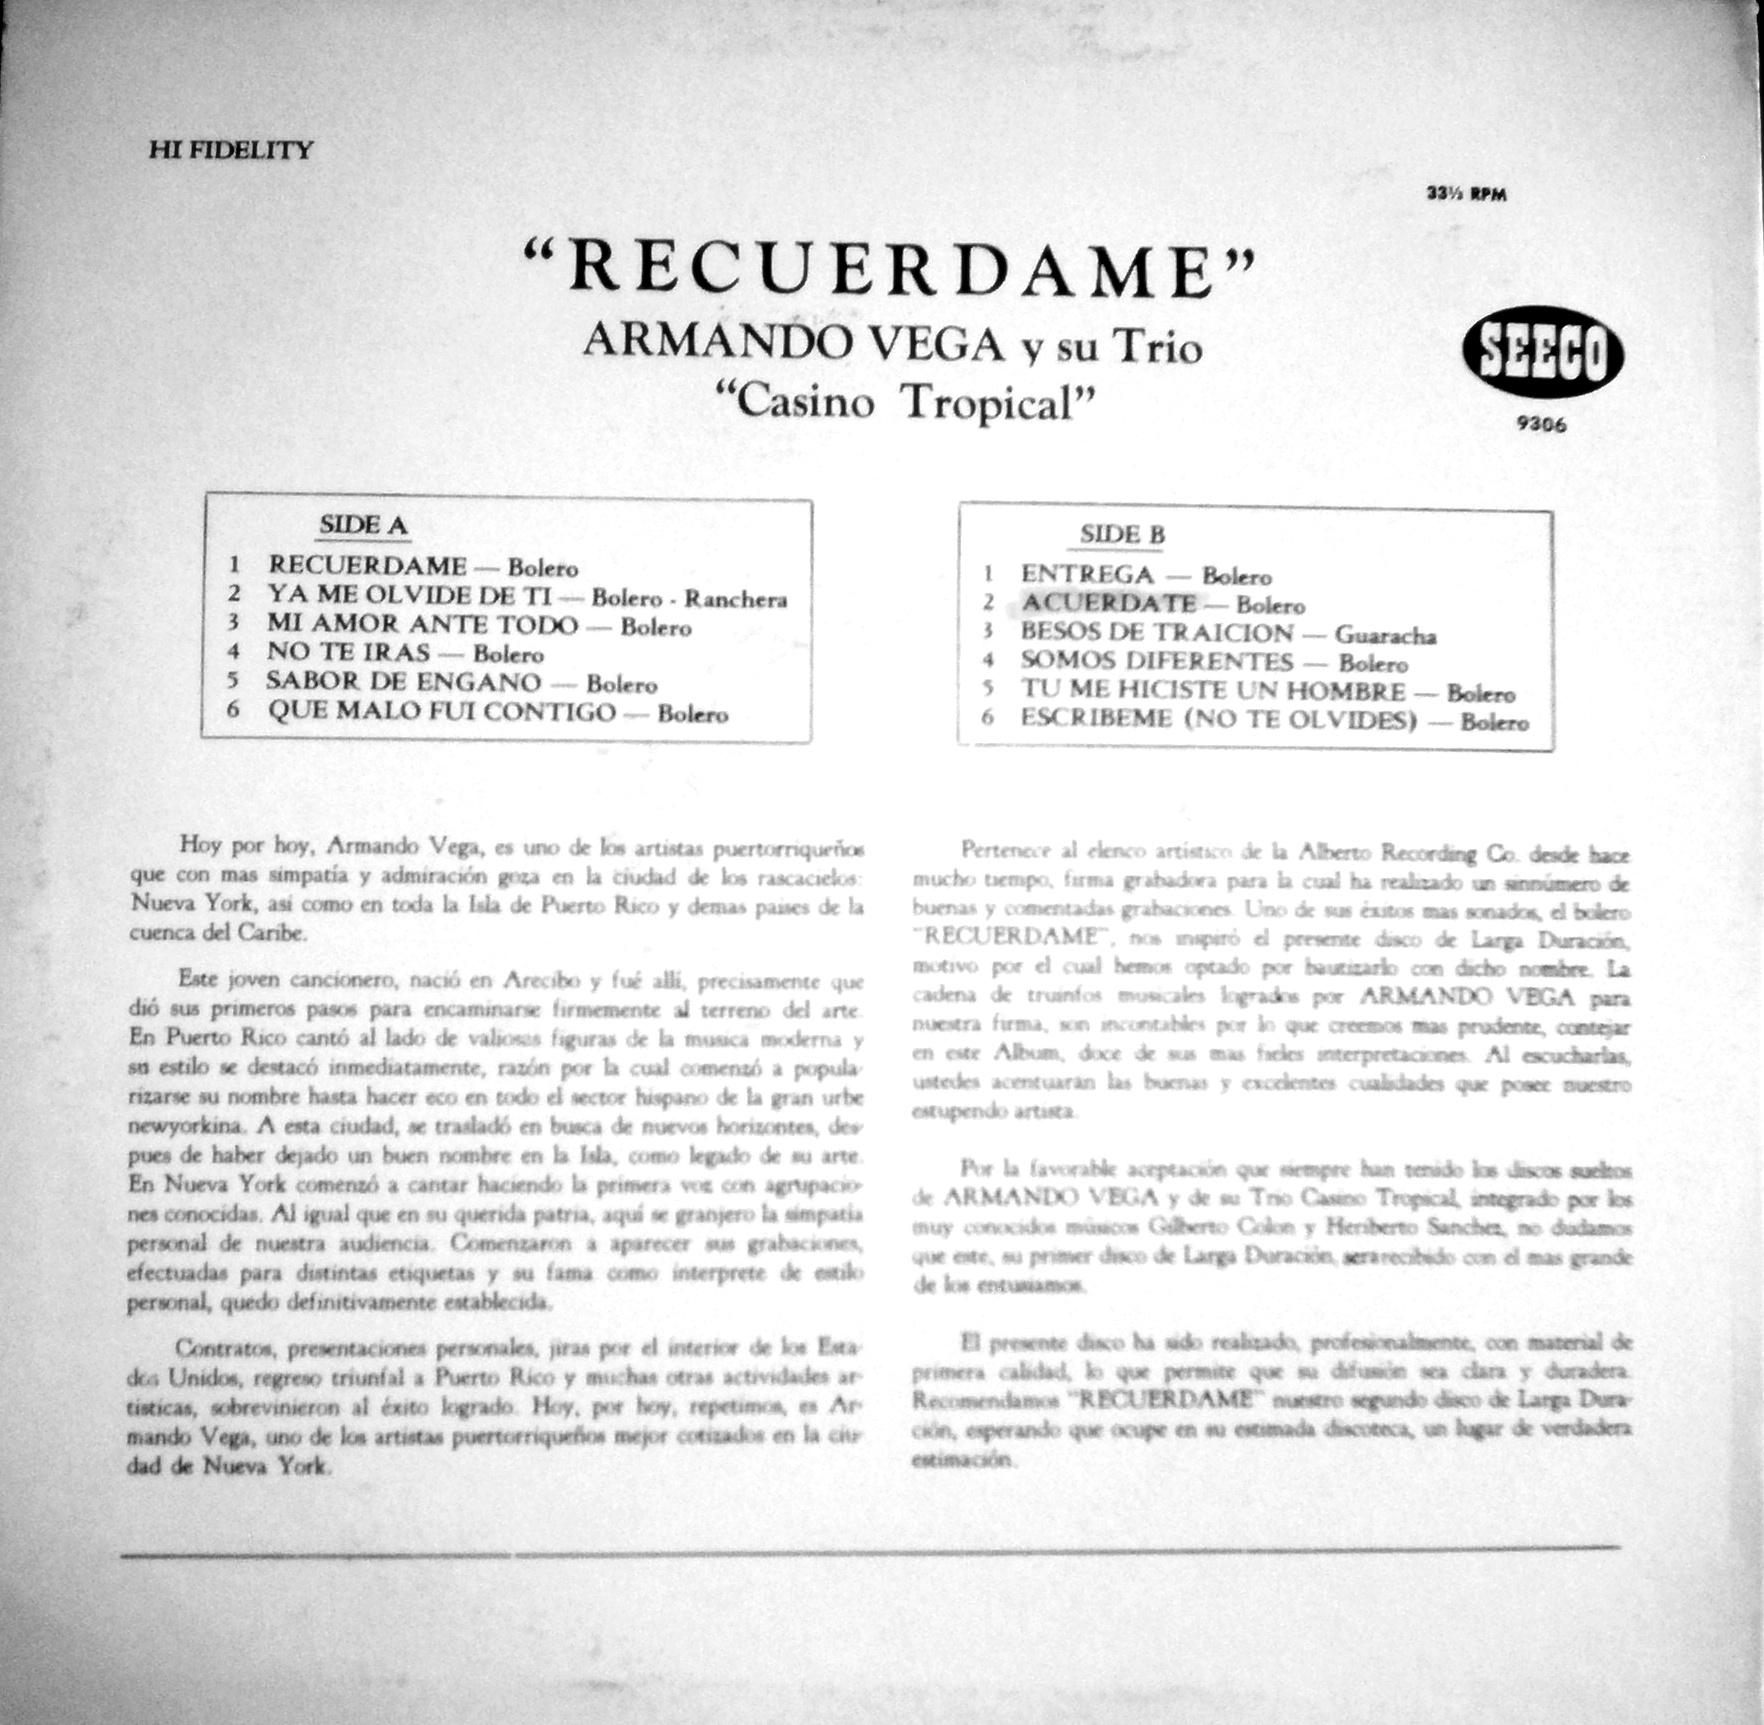 HI FIDELITY
33⅓ RPM
“RECUERDAME”
ARMANDO VEGA y su Trio
“Casino Tropical”
SEECO
9306
SIDE A
1 RECUERDAME — Bolero
2 YA ME OLVIDE DE TI — Bolero - Ranchera
3 MI AMOR ANTE TODO — Bolero
4 NO TE IRAS — Bolero
5 SABOR DE ENGANO — Bolero
6 QUE MALO FUI CONTIGO — Bolero
SIDE B
1 ENTREGA — Bolero
2 ACUERDATE — Bolero
3 BESOS DE TRAICION — Guaracha
4 SOMOS DIFERENTES — Bolero
5 TU ME HICISTE UN HOMBRE — Bolero
6 ESCRIBEME (NO TE OLVIDES) — Bolero
Hoy por hoy, Armando Vega, es uno de los artistas puertorriqueños
que con mas simpatía y admiración goza en la ciudad de los rascacielos:
Nueva York, asi como en toda la Isla de Puerto Rico y demas paises de la
cuenca del Caribe.
Este joven cancionero, nació en Arecibo y fué alli, precisamente que
dió sus primeros pasos para encaminarse firmemente al terreno del arte.
En Puerto Rico cantó al lado de valiosas figuras de la musica moderna y
su estilo se destacó inmediatamente, razón por la cual comenzó a popula-
rizarse su nombre hasta hacer eco en todo el sector hispano de la gran urbe
newyorkina. A esta ciudad, se trasladó en busca de nuevos horizontes, des-
pues de haber dejado un buen nombre en la Isla, como legado de su arte.
En Nueva York comenzó a cantar haciendo la primera voz con agrupacio-
nes conocidas. Al igual que en su querida patria, aquí se granjero la simpatía
personal de nuestra audiencia. Comenzaron a aparecer sus grabaciones,
efectuadas para distintas etiquetas y su fama como interprete de estilo
personal, quedo definitivamente establecida.
Contratos, presentaciones personales, jiras por el interior de los Esta-
dos Unidos, regreso triunfal a Puerto Rico y muchas otras actividades ar-
tísticas, sobrevinieron al éxito logrado. Hoy, por hoy, repetimos, es Ar-
mando Vega, uno de los artistas puertorriqueños mejor cotizados en la ciu-
dad de Nueva York.
Pertenece al elenco artístico de la Alberto Recording Co. desde hace
mucho tiempo, firma grabadora para la cual ha realizado un sinnúmero de
buenas y comentadas grabaciones. Uno de sus éxitos mas sonados, el bolero
“RECUERDAME”, nos inspiró el presente disco de Larga Duración,
motivo por el cual hemos optado por bautizarlo con dicho nombre. La
cadena de truinfos musicales logrados por ARMANDO VEGA para
nuestra firma, son incontables por lo que creemos mas prudente, contejar
en este Album, doce de sus mas fieles interpretaciones. Al escucharlas,
ustedes acentuarán las buenas y excelentes cualidades que posee nuestro
estupendo artista.
Por la favorable aceptación que siempre han tenido los discos sueltos
de ARMANDO VEGA y de su Trio Casino Tropical, integrado por los
muy conocidos músicos Gilberto Colon y Heriberto Sanchez, no dudamos
que este, su primer disco de Larga Duración, serarecibido con el mas grande
de los entusiamos.
El presente disco ha sido realizado, profesionalmente, con material de
primera calidad, lo que permite que su difusión sea clara y duradera.
Recomendamos “RECUERDAME” nuestro segundo disco de Larga Dura-
ción, esperando que ocupe en su estimada discoteca, un lugar de verdadera
estimación.